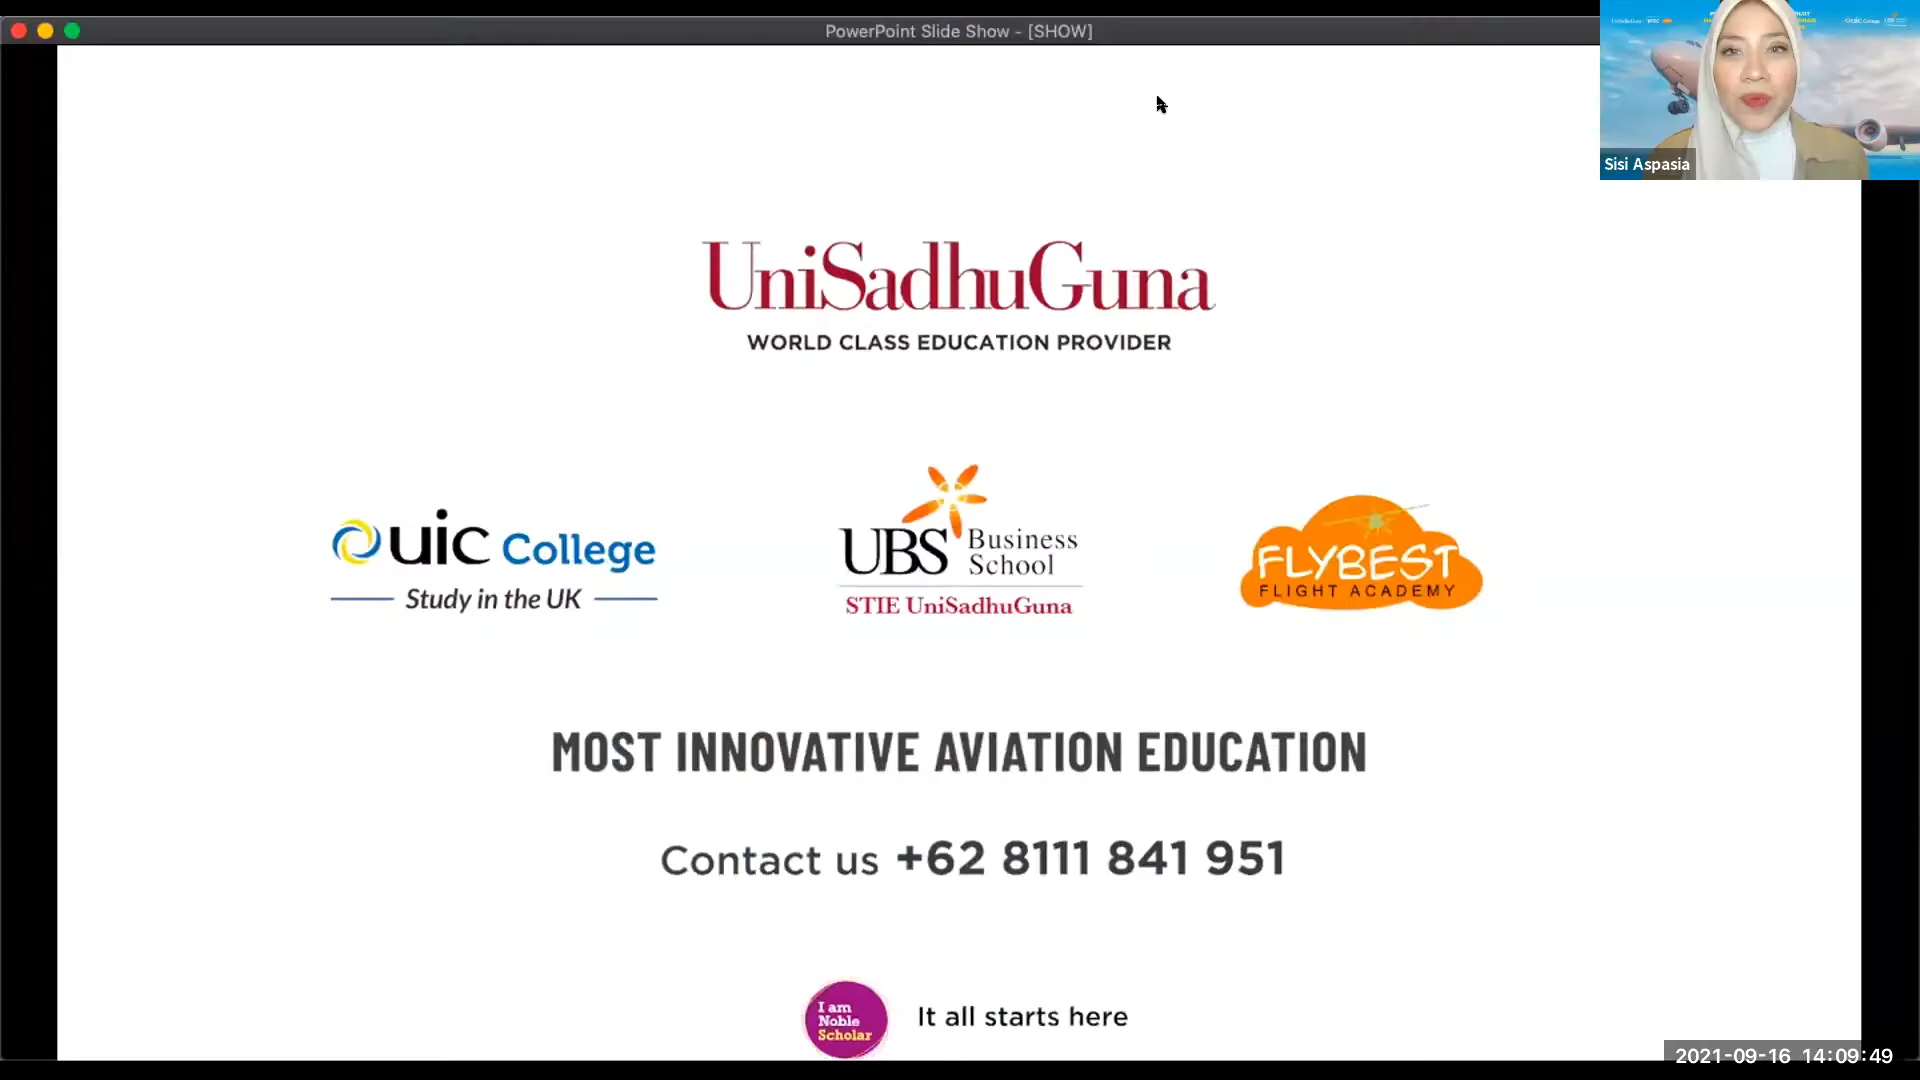 PowerPoint Slide Show - [SHOW]
Sisi Aspasia
UniSadhuGuna
WORLD CLASS EDUCATION PROVIDER
uic College
Study in the UK
UBS Business School
STIE UniSadhuGuna
FLYBEST
FLIGHT ACADEMY
MOST INNOVATIVE AVIATION EDUCATION
Contact us +62 8111 841 951
I am
Noble
Scholar
It all starts here
2021-09-16 14:09:49